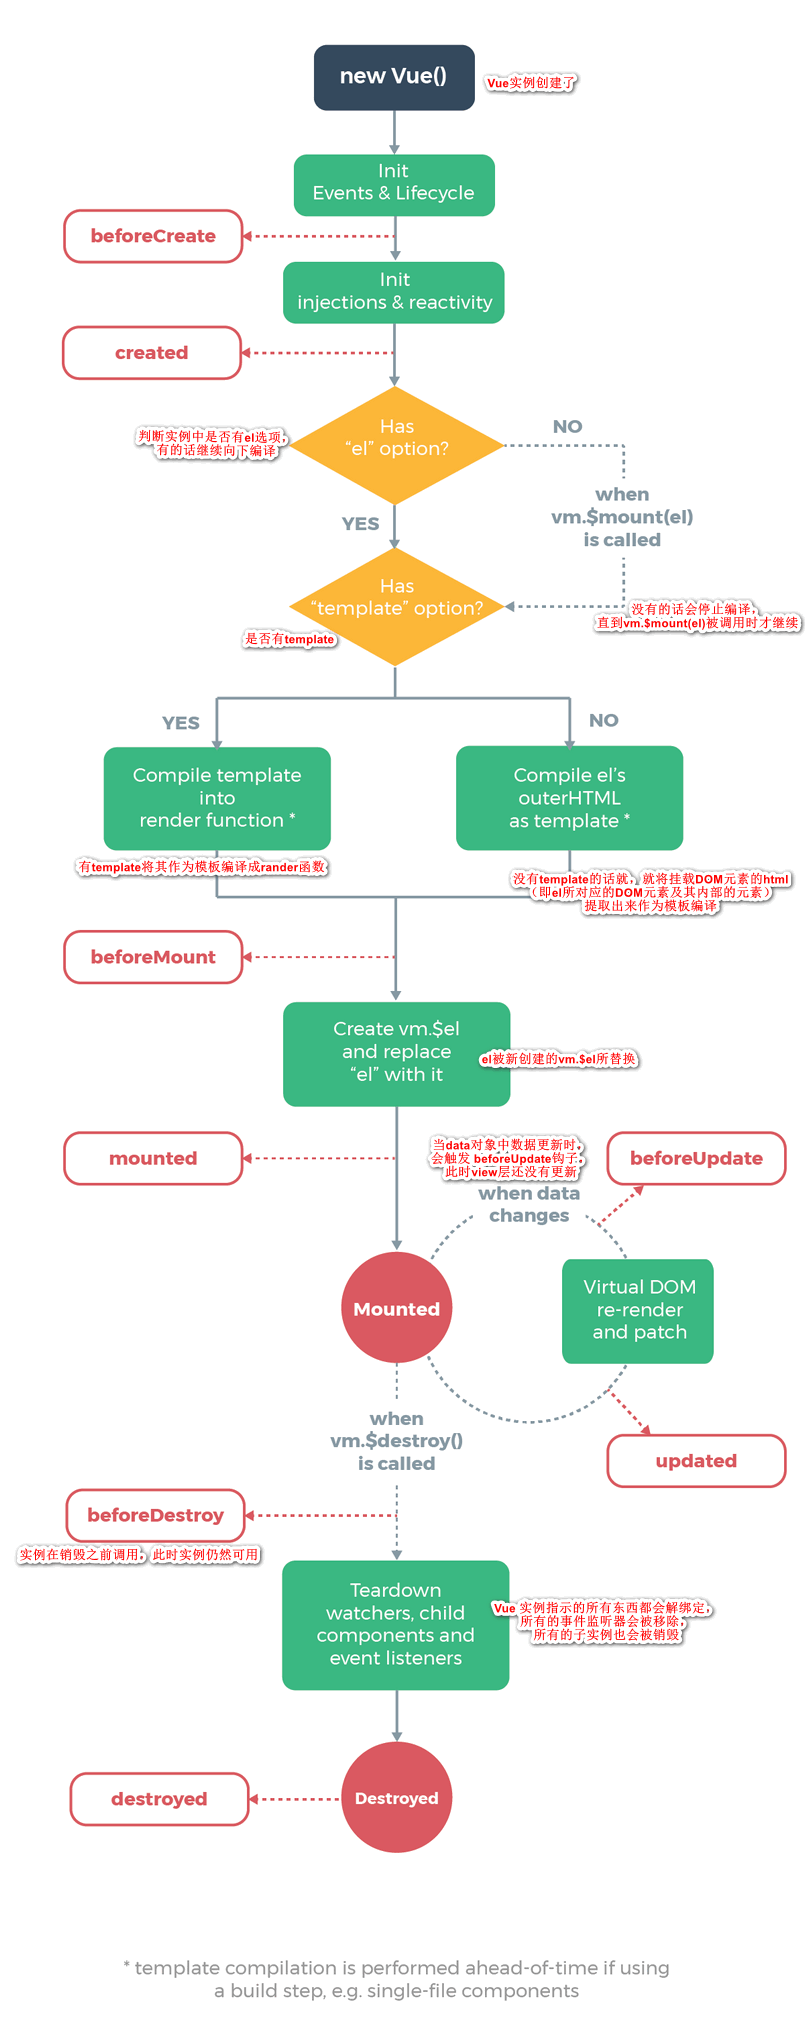 new Vue()
Vue实例创建了
Init
Events & Lifecycle
beforeCreate
Init
injections & reactivity
created
Has
“el” option?
NO
判断实例中是否有el选项,
有的话继续向下编译
when
vm.$mount(el)
is called
YES
Has
“template” option?
没有的话会停止编译,
直到vm.$mount(el)被调用时才继续
是否有template
YES
NO
Compile template
into
render function *
Compile el’s
outerHTML
as template *
有template将其作为模板编译成rander函数
没有template的话就, 就将挂载DOM元素的html
(即el所对应的DOM元素及其内部的元素)
提取出来作为模板编译
beforeMount
Create vm.$el
and replace
“el” with it
el被新创建的vm.$el所替换
mounted
当data对象中数据更新时,
会触发 beforeUpdate钩子,
此时view层还没有更新
beforeUpdate
when data
changes
Mounted
Virtual DOM
re-render
and patch
when
vm.$destroy()
is called
updated
beforeDestroy
实例在销毁之前调用, 此时实例仍然可用
Teardown
watchers, child
components and
event listeners
Vue 实例指示的所有东西都会解绑定,
所有的事件监听器会被移除,
所有的子实例也会被销毁
destroyed
Destroyed
* template compilation is performed ahead-of-time if using
a build step, e.g. single-file components